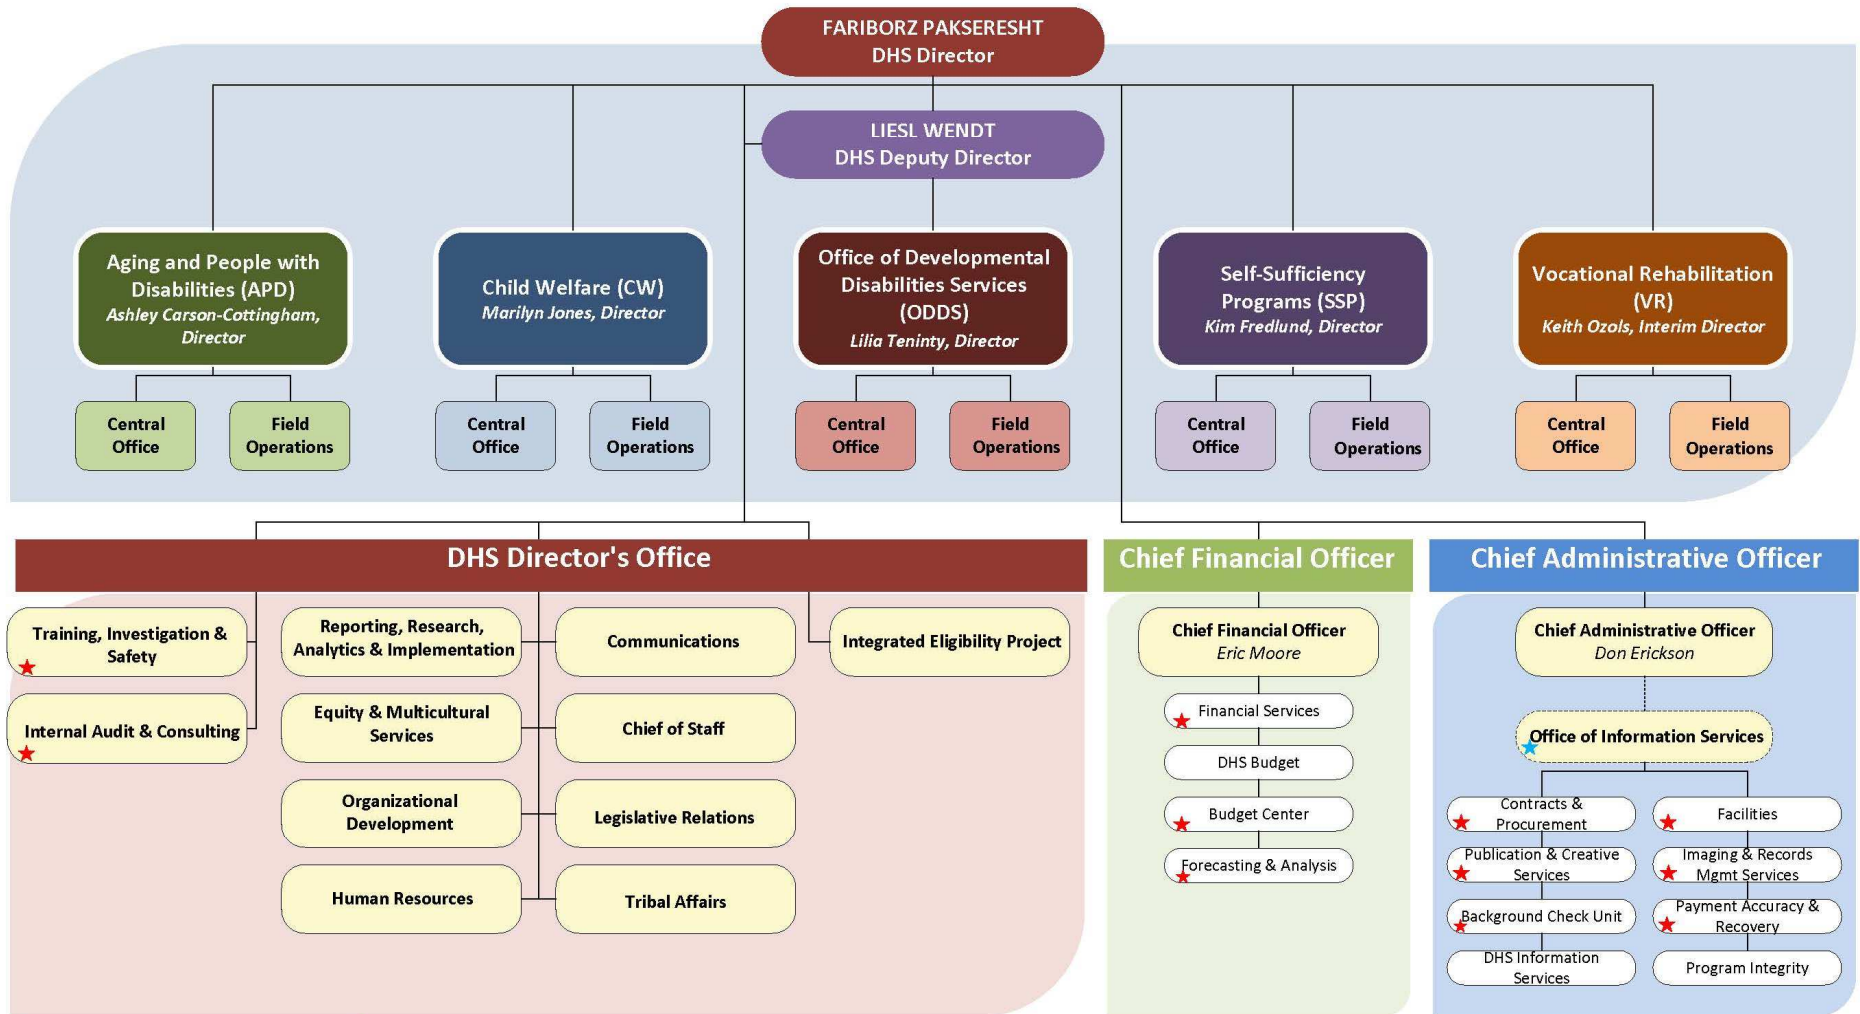 FARIBORZ PAKSERESHT
DHS Director
LIESL WENDT
DHS Deputy Director
Aging and People with
Disabilities (APD)
Ashley Carson-Cottingham,
Director
Child Welfare (CW)
Marilyn Jones, Director
Office of Developmental
Disabilities Services
(ODDS)
Lilia Teninty, Director
Self-Sufficiency
Programs (SSP)
Kim Fredlund, Director
Vocational Rehabilitation
(VR)
Keith Ozols, Interim Director
Central
Office
Field
Operations
Central
Office
Field
Operations
Central
Office
Field
Operations
Central
Office
Field
Operations
Central
Office
Field
Operations
DHS Director's Office
Training, Investigation &
Safety
Internal Audit & Consulting
Reporting, Research,
Analytics & Implementation
Equity & Multicultural
Services
Organizational
Development
Human Resources
Communications
Chief of Staff
Legislative Relations
Tribal Affairs
Integrated Eligibility Project
Chief Financial Officer
Chief Financial Officer
Eric Moore
Financial Services
DHS Budget
Budget Center
Forecasting & Analysis
Chief Administrative Officer
Chief Administrative Officer
Don Erickson
Office of Information Services
Contracts &
Procurement
Publication & Creative
Services
Background Check Unit
DHS Information
Services
Facilities
Imaging & Records
Mgmt Services
Payment Accuracy &
Recovery
Program Integrity